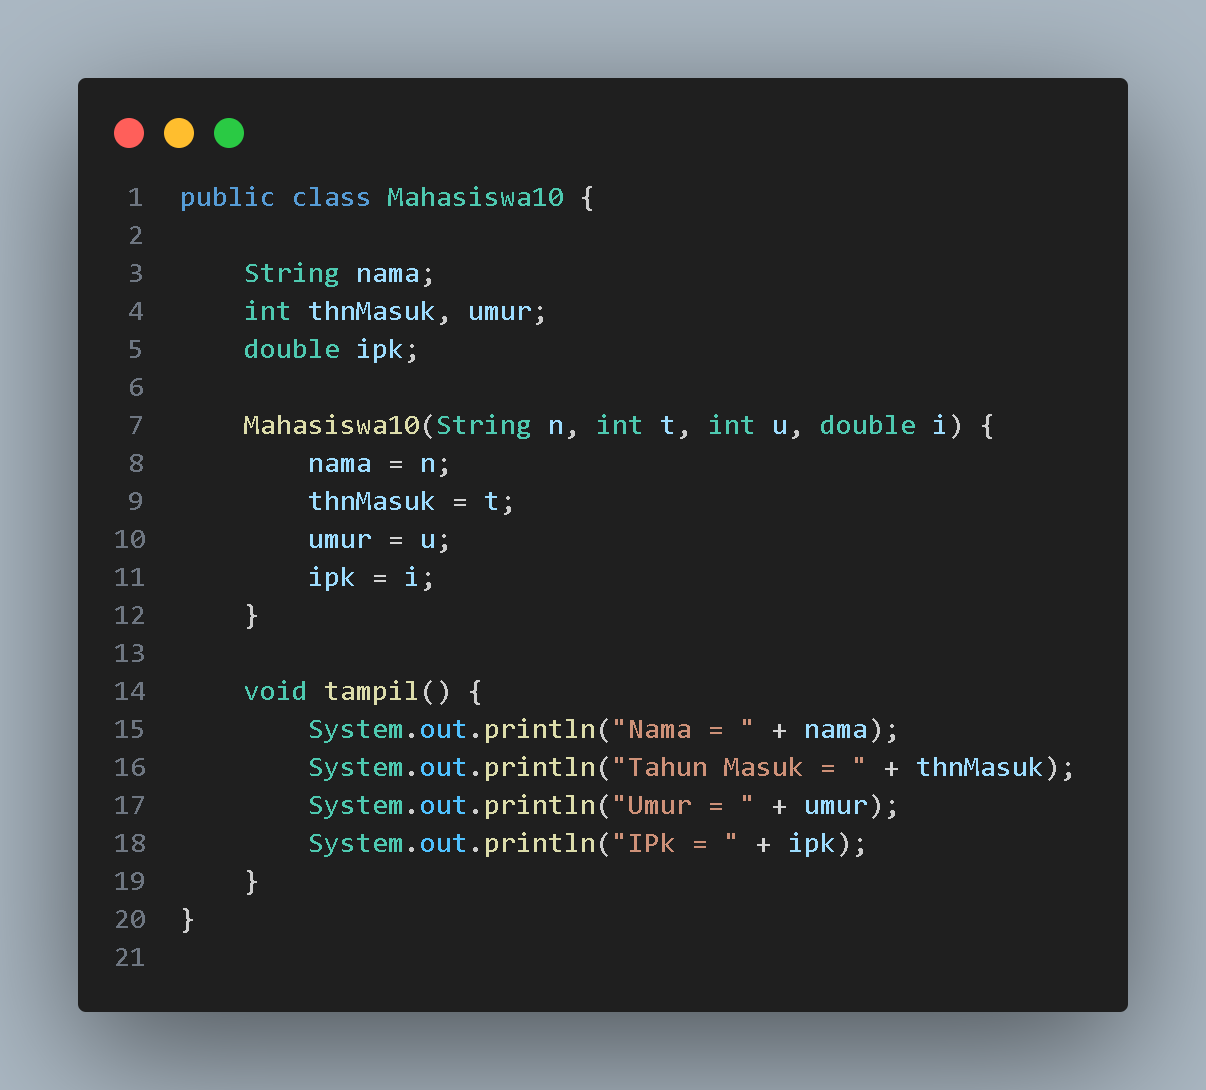 1 public class Mahasiswa10 {
2
3     String nama;
4     int thnMasuk, umur;
5     double ipk;
6
7     Mahasiswa10(String n, int t, int u, double i) {
8         nama = n;
9         thnMasuk = t;
10         umur = u;
11         ipk = i;
12     }
13
14     void tampil() {
15         System.out.println("Nama = " + nama);
16         System.out.println("Tahun Masuk = " + thnMasuk);
17         System.out.println("Umur = " + umur);
18         System.out.println("IPk = " + ipk);
19     }
20 }
21